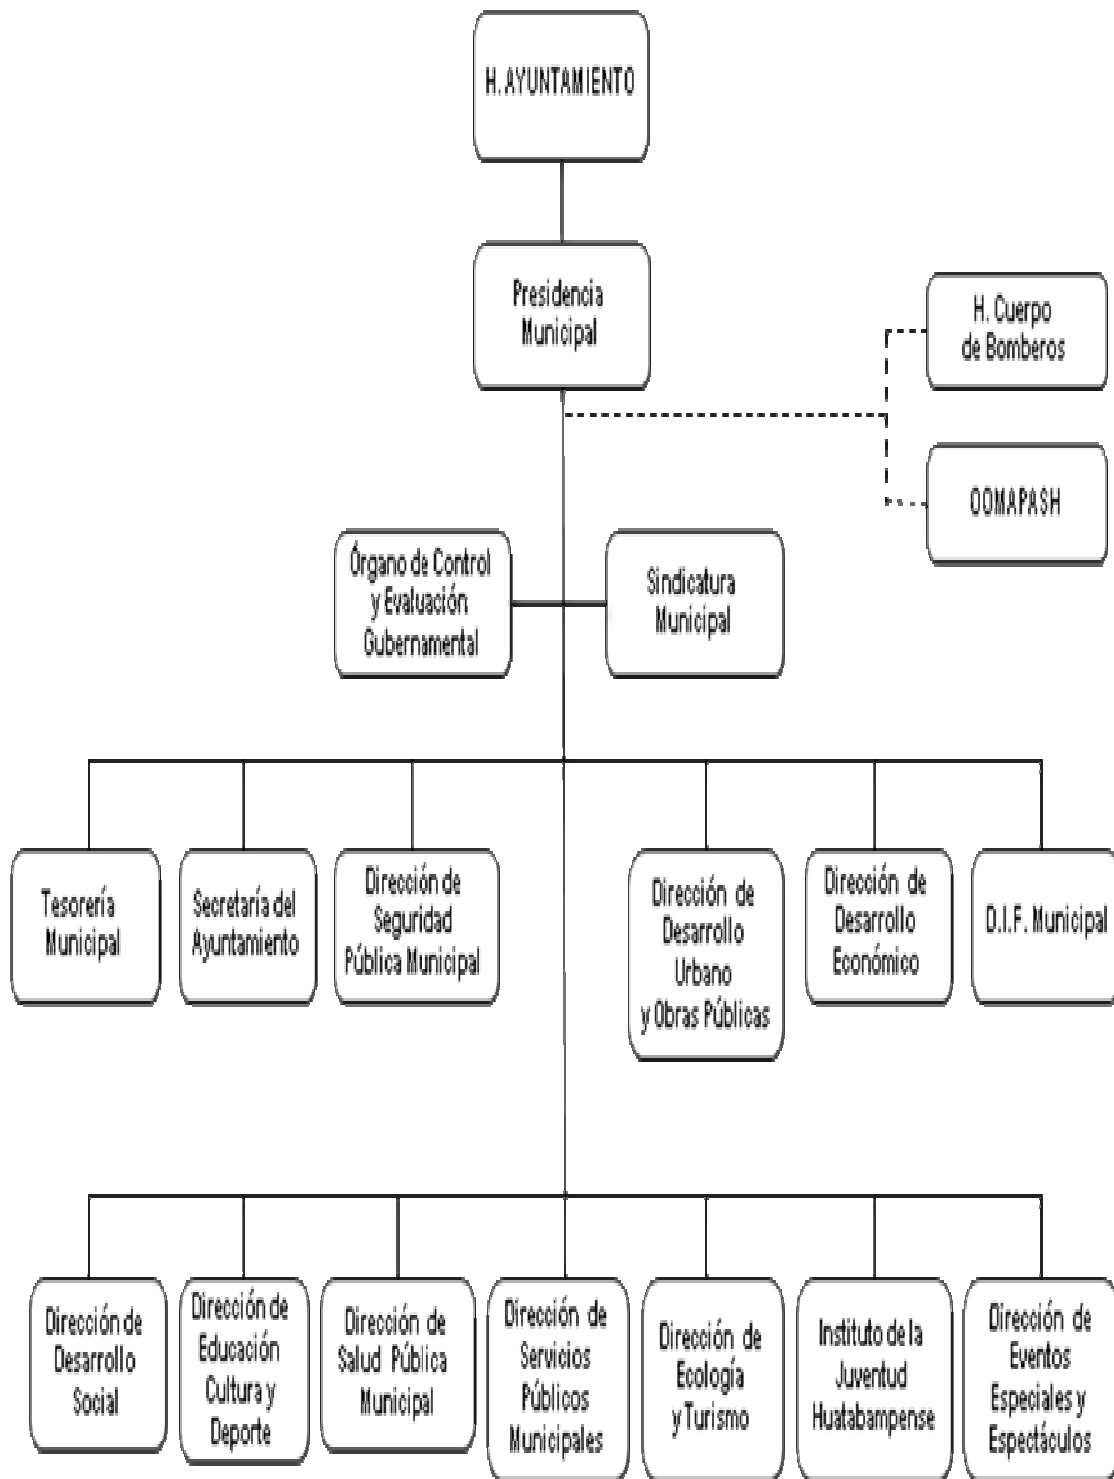 H. AYUNTAMIENTO
Presidencia
Municipal
H. Cuerpo
de Bomberos
OOMAPASH
Órgano de Control
y Evaluación
Gubernamental
Sindicatura
Municipal
Tesorería
Municipal
Secretaría del
Ayuntamiento
Dirección de
Seguridad
Pública Municipal
Dirección de
Desarrollo
Urbano
y Obras Públicas
Dirección de
Desarrollo
Económico
D.I.F. Municipal
Dirección de
Desarrollo
Social
Dirección de
Educación
Cultura y
Deporte
Dirección de
Salud Pública
Municipal
Dirección de
Servicios
Públicos
Municipales
Dirección de
Ecología
y Turismo
Instituto de la
Juventud
Huatabampense
Dirección de
Eventos
Especiales y
Espectáculos